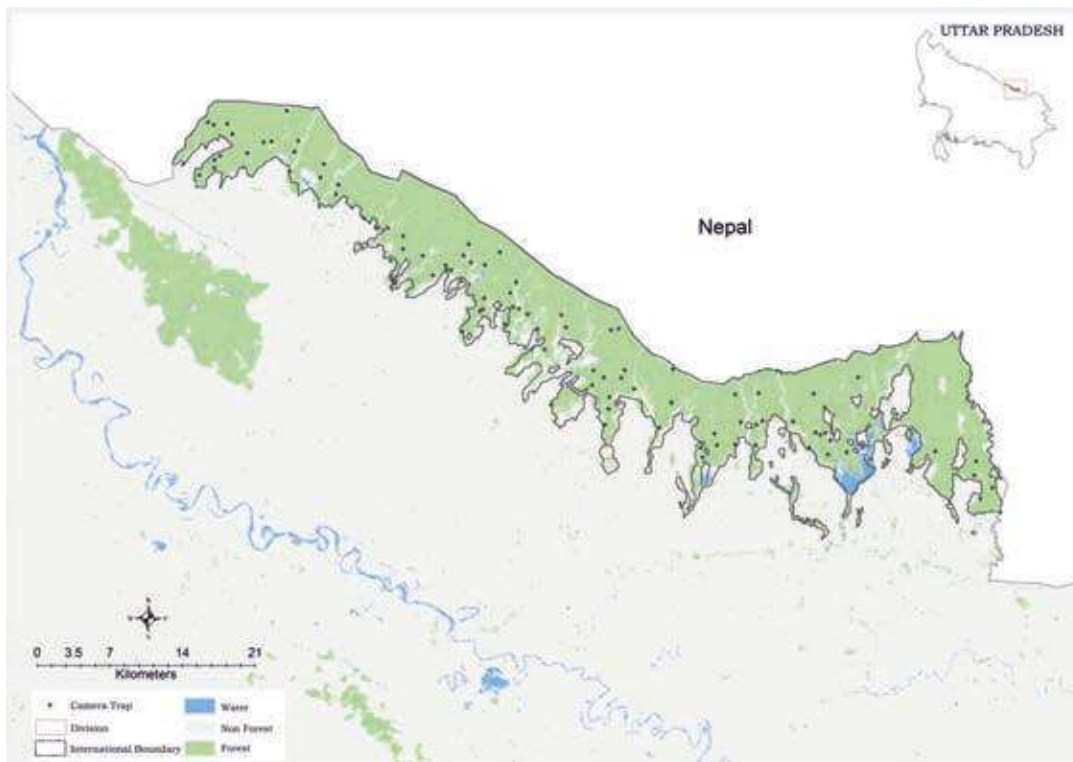 UTTAR PRADESH
Nepal
0 3.5 7 14 21
Kilometers
Camera Trap
Water
Division
Non Forest
International Boundary
Forest